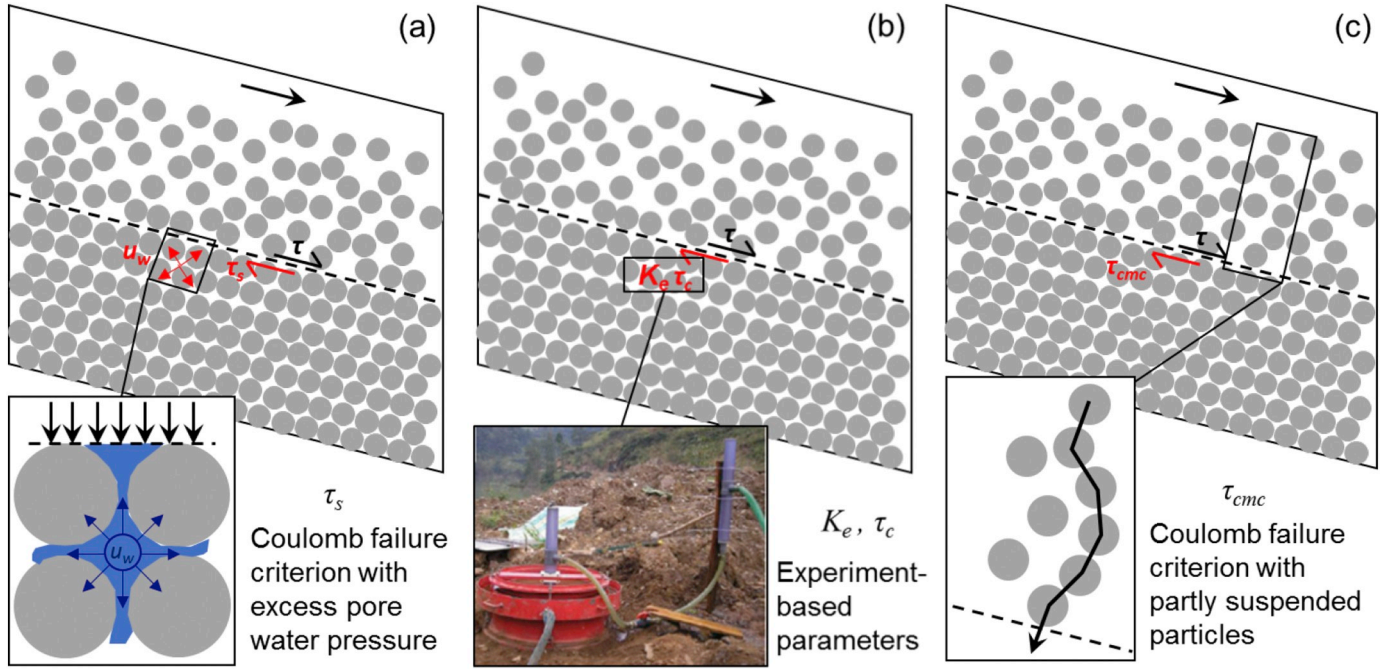 (a)
τ
u_w
τ_s
u_w
τ_s
Coulomb failure
criterion with
excess pore
water pressure
(b)
τ
K_e τ_c
K_e , τ_c
Experiment-
based
parameters
(c)
τ
τ_cmc
τ_cmc
Coulomb failure
criterion with
partly suspended
particles